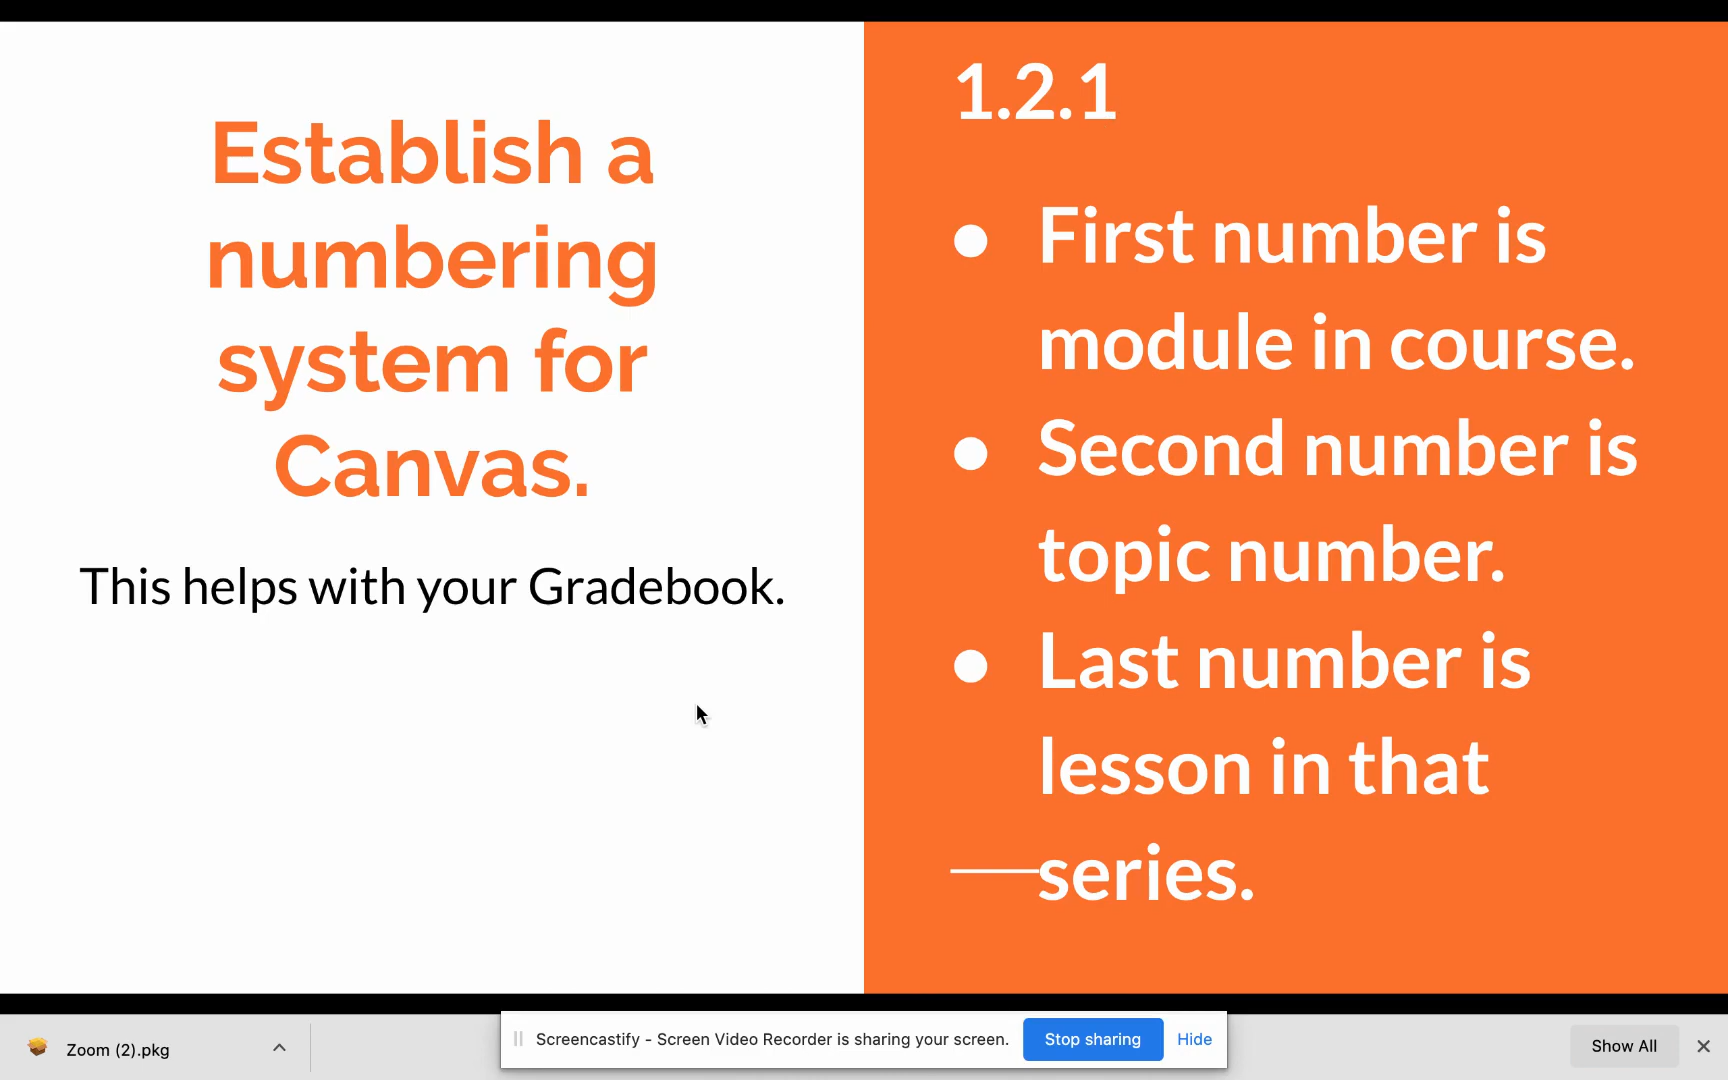 Establish a
numbering
system for
Canvas.
This helps with your Gradebook.
1.2.1
● First number is
module in course.
● Second number is
topic number.
● Last number is
lesson in that
series.
Zoom (2).pkg
Screencastify - Screen Video Recorder is sharing your screen.
Stop sharing
Hide
Show All